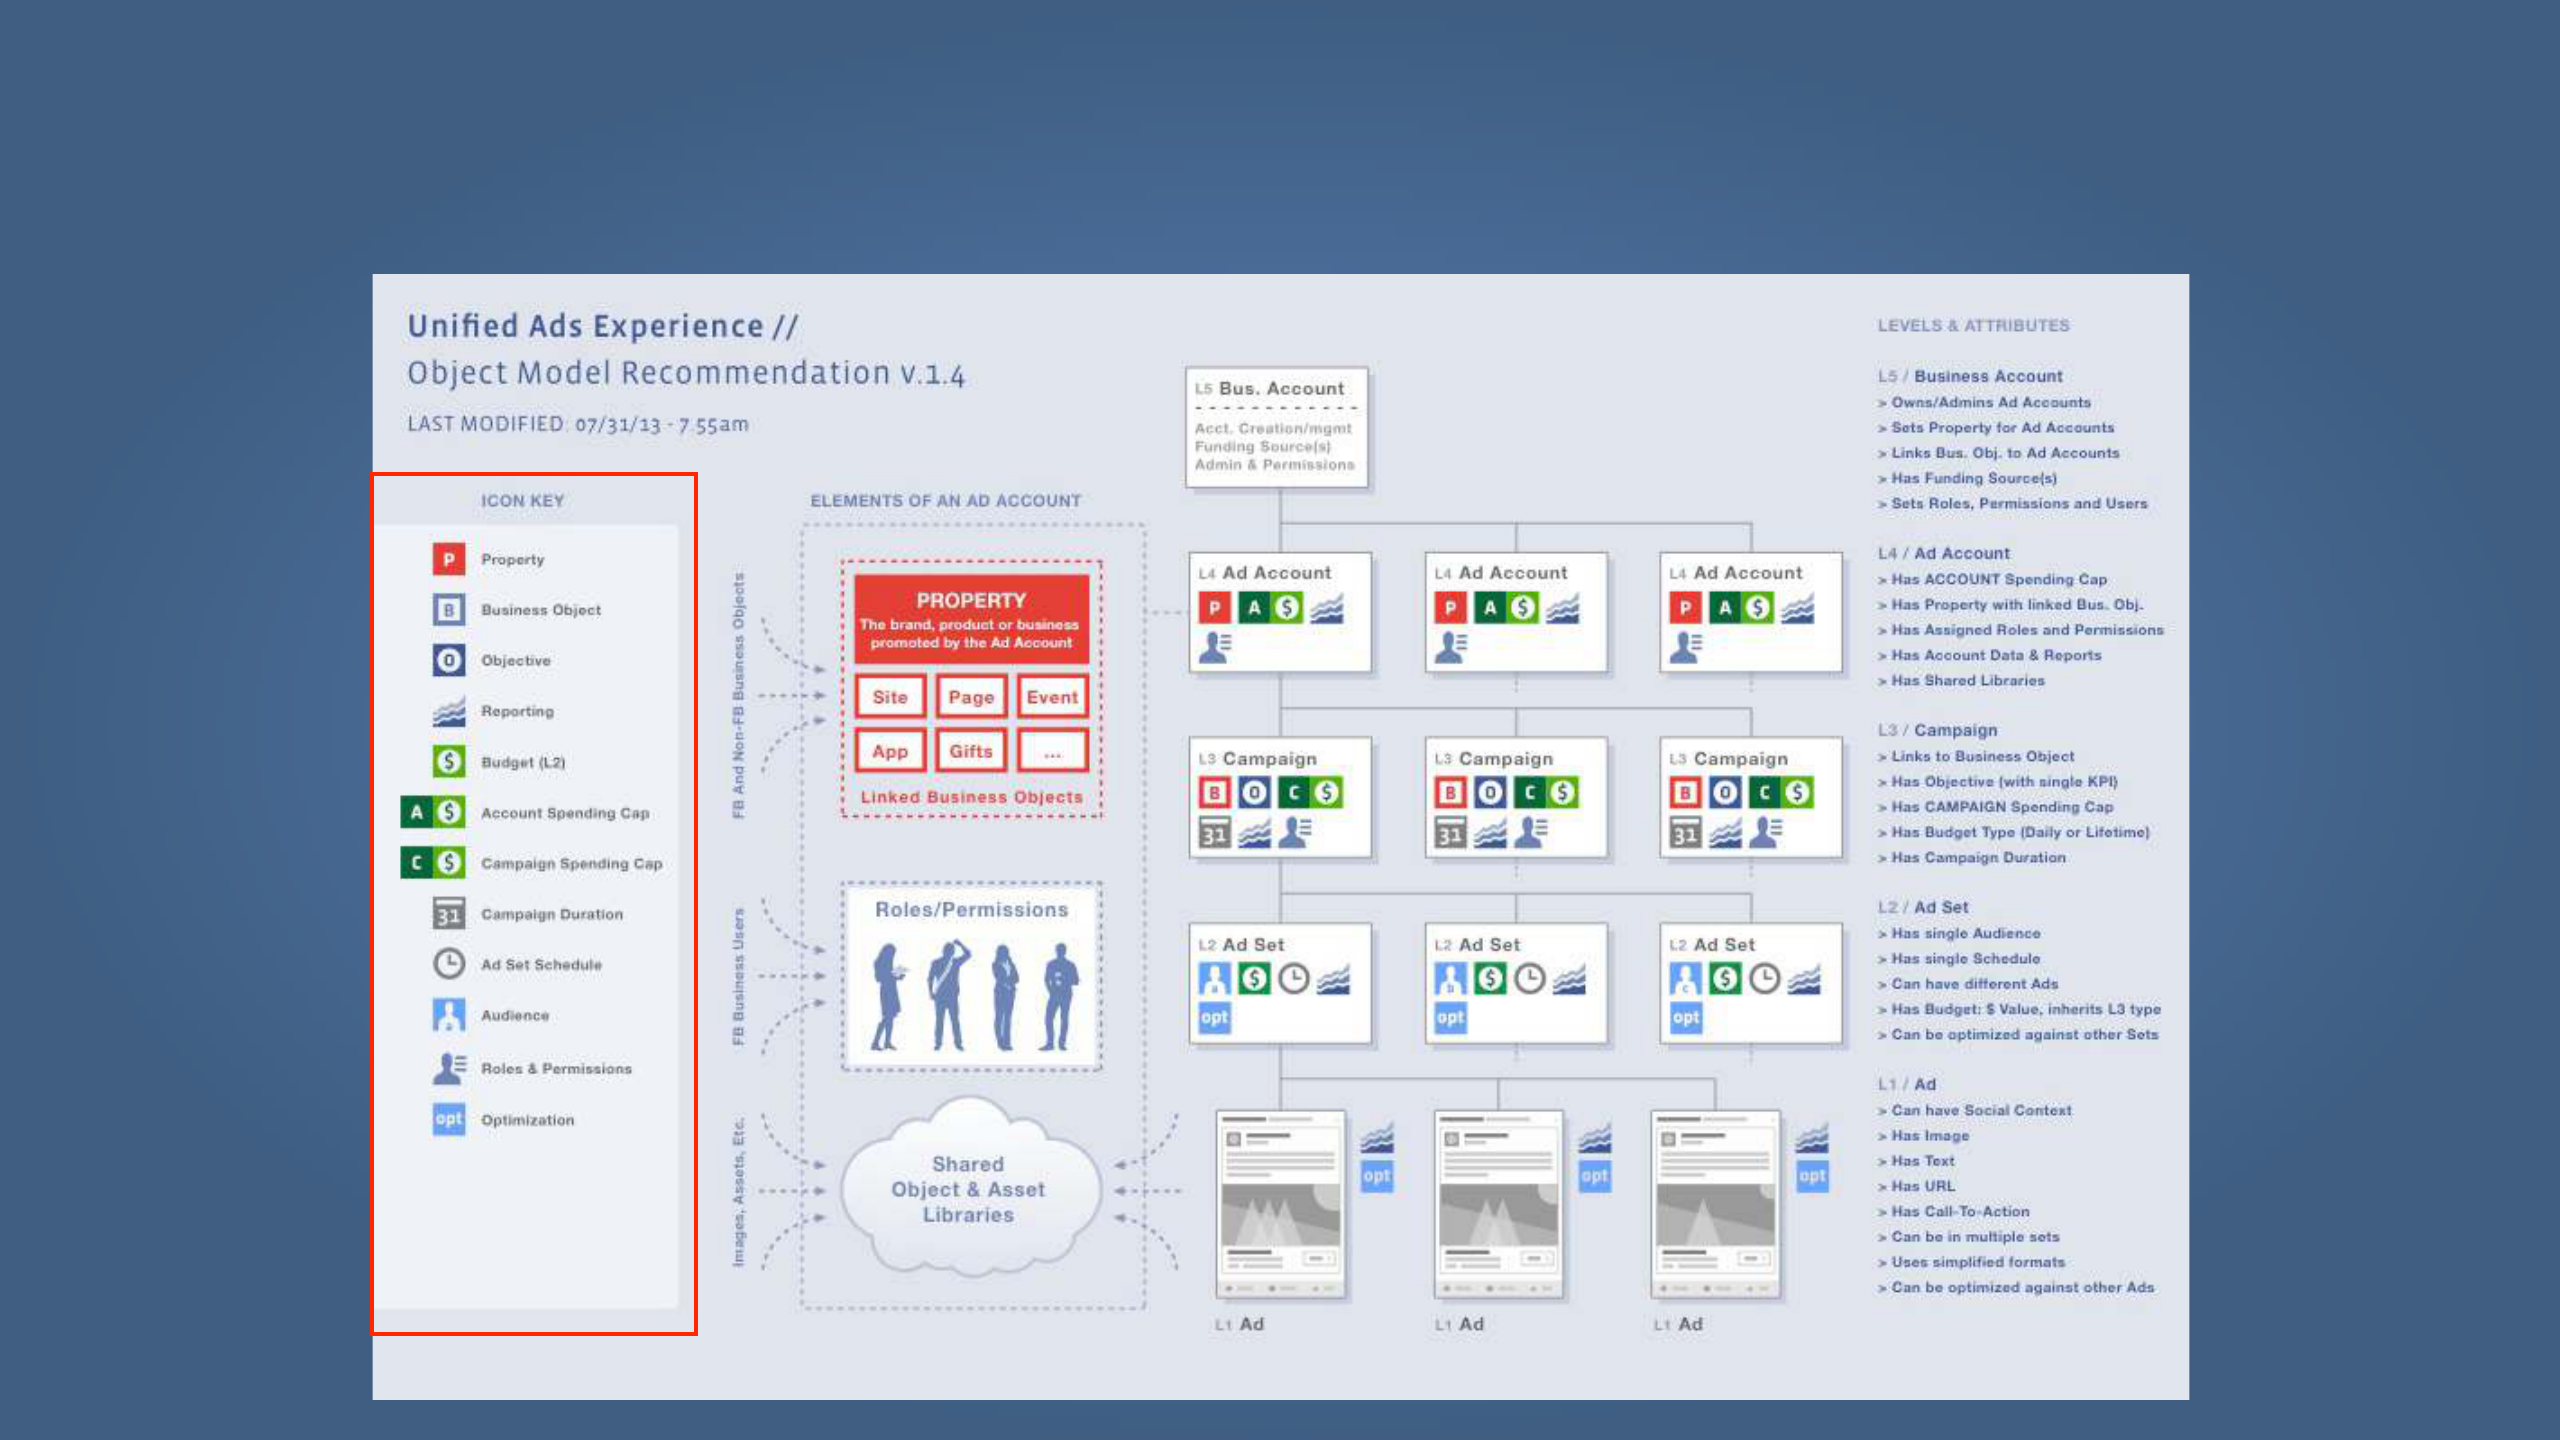 Unified Ads Experience //
Object Model Recommendation v.1.4
LAST MODIFIED: 07/31/13 - 7.55am
ICON KEY
P Property
B Business Object
O Objective
Reporting
$ Budget (L2)
A $ Account Spending Cap
C $ Campaign Spending Cap
31 Campaign Duration
Ad Set Schedule
Audience
Roles & Permissions
opt Optimization
ELEMENTS OF AN AD ACCOUNT
FB And Non-FB Business Objects
PROPERTY
The brand, product or business
promoted by the Ad Account
Site Page Event
App Gifts ...
Linked Business Objects
FB Business Users
Roles/Permissions
Images, Assets, Etc.
Shared
Object & Asset
Libraries
L5 Bus. Account
Acct. Creation/mgmt
Funding Source(s)
Admin & Permissions
L4 Ad Account L4 Ad Account L4 Ad Account
P A $ P A $ P A $
L3 Campaign L3 Campaign L3 Campaign
B O C $ B O C $ B O C $
31 31 31
L2 Ad Set L2 Ad Set L2 Ad Set
$ $ $
opt opt opt
opt opt opt
L1 Ad L1 Ad L1 Ad
LEVELS & ATTRIBUTES
L5 / Business Account
> Owns/Admins Ad Accounts
> Sets Property for Ad Accounts
> Links Bus. Obj. to Ad Accounts
> Has Funding Source(s)
> Sets Roles, Permissions and Users
L4 / Ad Account
> Has ACCOUNT Spending Cap
> Has Property with linked Bus. Obj.
> Has Assigned Roles and Permissions
> Has Account Data & Reports
> Has Shared Libraries
L3 / Campaign
> Links to Business Object
> Has Objective (with single KPI)
> Has CAMPAIGN Spending Cap
> Has Budget Type (Daily or Lifetime)
> Has Campaign Duration
L2 / Ad Set
> Has single Audience
> Has single Schedule
> Can have different Ads
> Has Budget: $ Value, inherits L3 type
> Can be optimized against other Sets
L1 / Ad
> Can have Social Context
> Has Image
> Has Text
> Has URL
> Has Call-To-Action
> Can be in multiple sets
> Uses simplified formats
> Can be optimized against other Ads